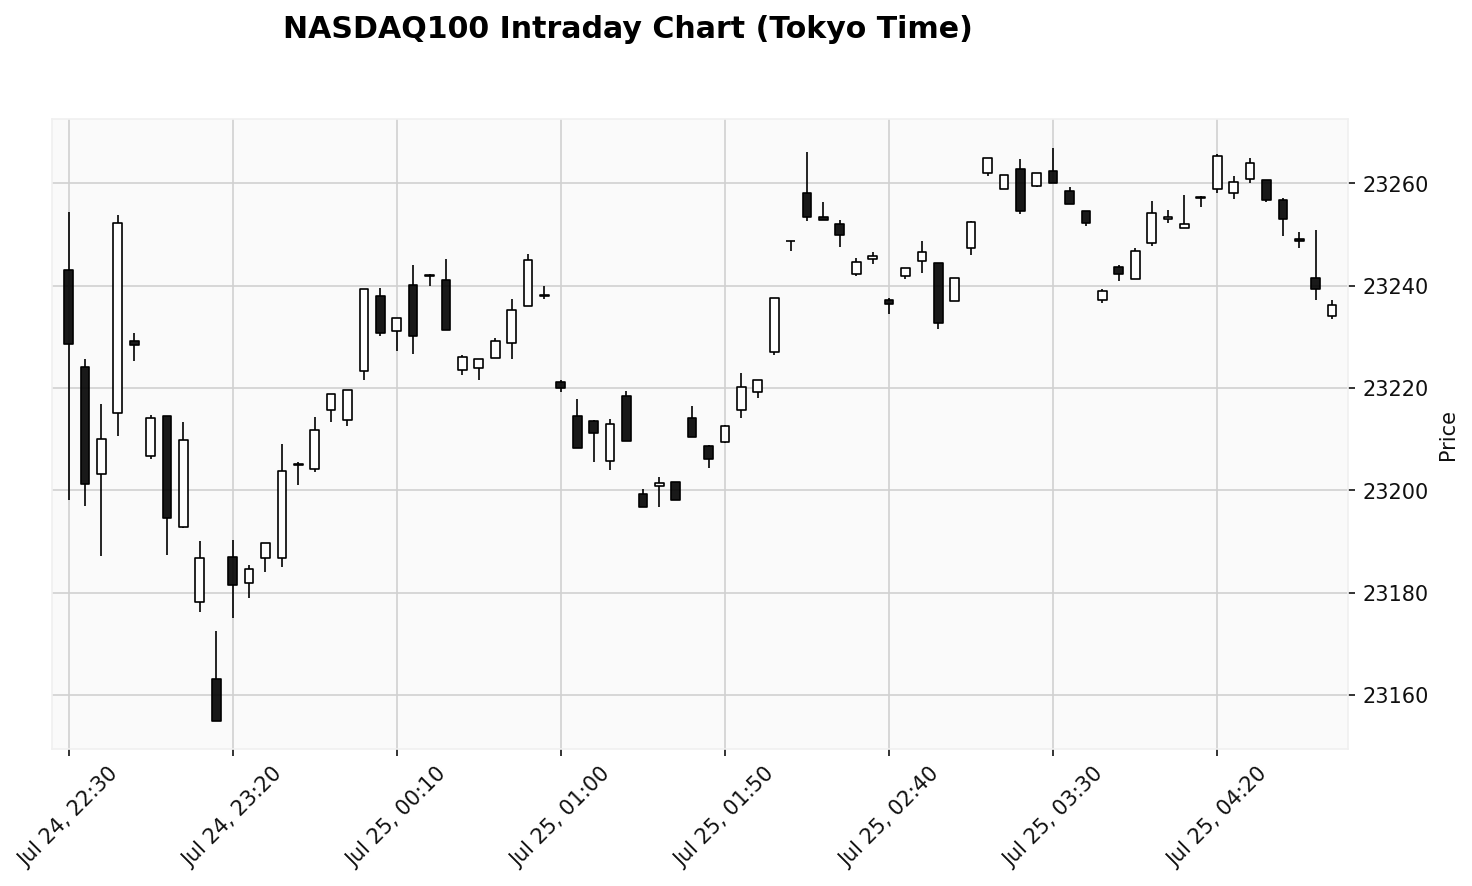 NASDAQ100 Intraday Chart (Tokyo Time)
23260
23240
23220
23200
23180
23160
Price
Jul 24, 22:30
Jul 24, 23:20
Jul 25, 00:10
Jul 25, 01:00
Jul 25, 01:50
Jul 25, 02:40
Jul 25, 03:30
Jul 25, 04:20